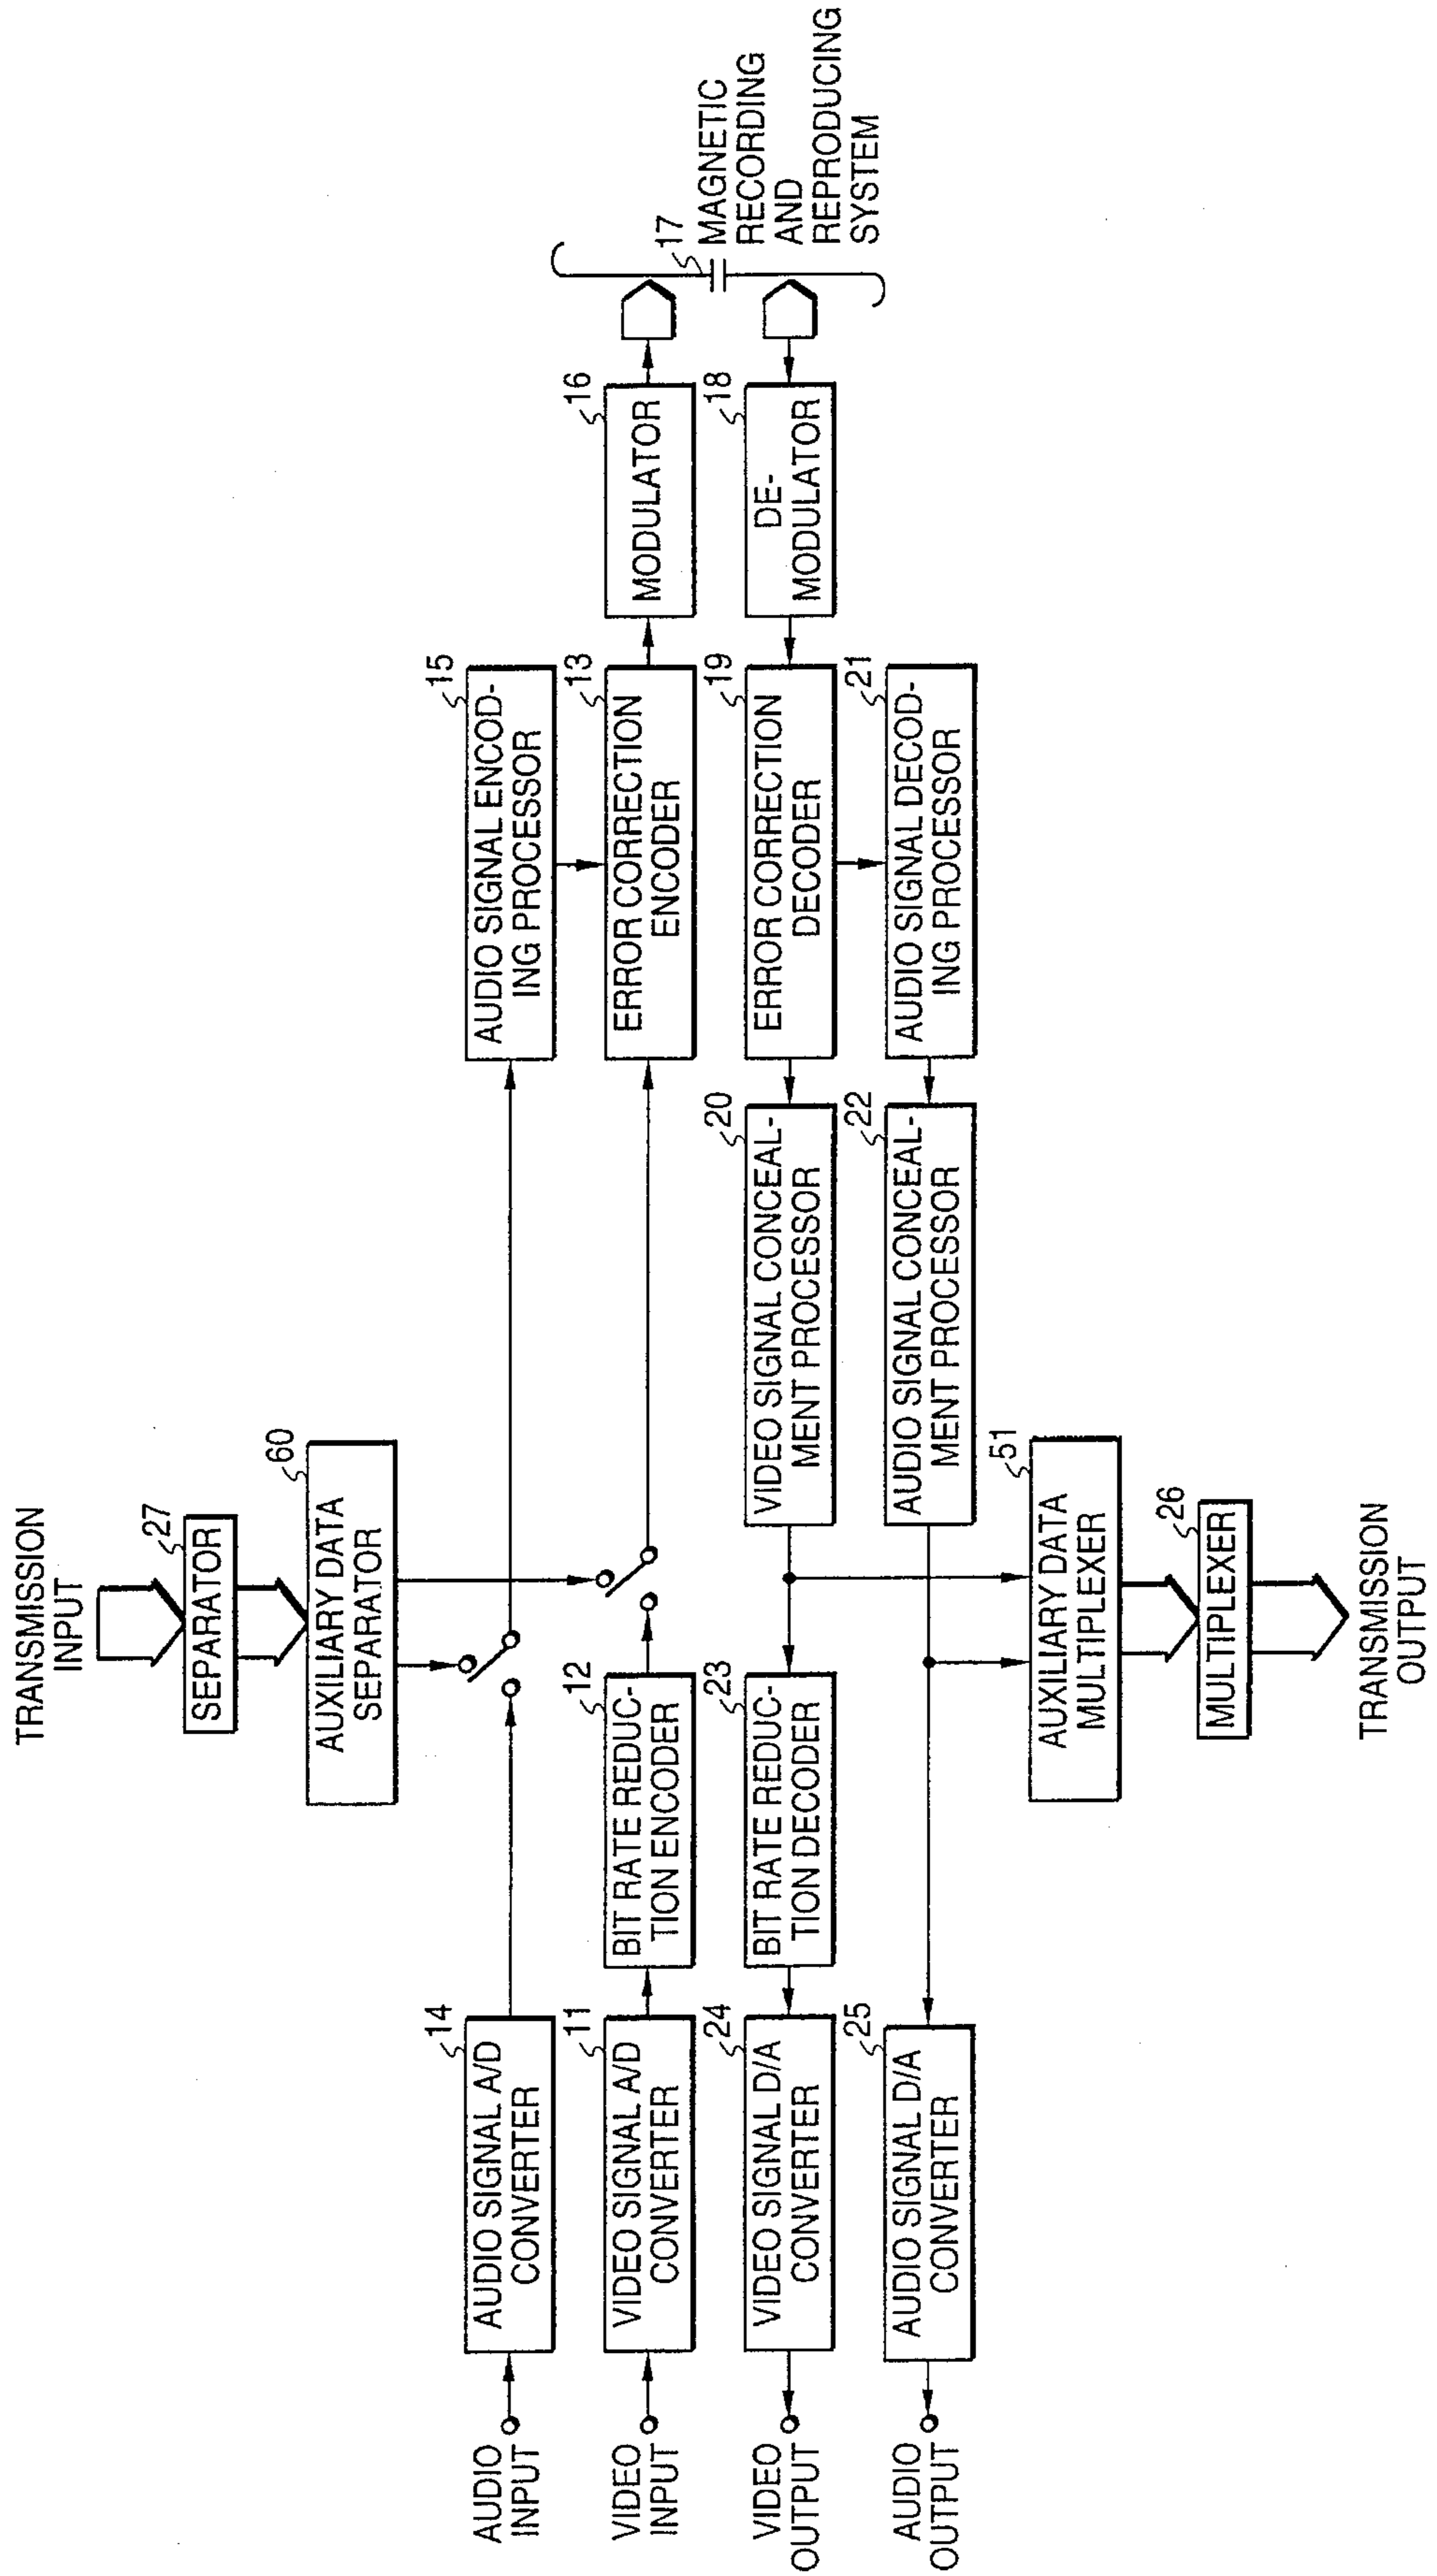 TRANSMISSION
INPUT
27
SEPARATOR
60
AUXILIARY DATA
SEPARATOR
AUDIO
INPUT
14
AUDIO SIGNAL A/D
CONVERTER
15
AUDIO SIGNAL ENCOD-
ING PROCESSOR
VIDEO
INPUT
11
VIDEO SIGNAL A/D
CONVERTER
12
BIT RATE REDUC-
TION ENCODER
13
ERROR CORRECTION
ENCODER
16
MODULATOR
17
MAGNETIC
RECORDING
AND
REPRODUCING
SYSTEM
VIDEO
OUTPUT
24
VIDEO SIGNAL D/A
CONVERTER
23
BIT RATE REDUC-
TION DECODER
20
VIDEO SIGNAL CONCEAL-
MENT PROCESSOR
19
ERROR CORRECTION
DECODER
18
DE-
MODULATOR
AUDIO
OUTPUT
25
AUDIO SIGNAL D/A
CONVERTER
22
AUDIO SIGNAL CONCEAL-
MENT PROCESSOR
21
AUDIO SIGNAL DECOD-
ING PROCESSOR
51
AUXILIARY DATA
MULTIPLEXER
26
MULTIPLEXER
TRANSMISSION
OUTPUT